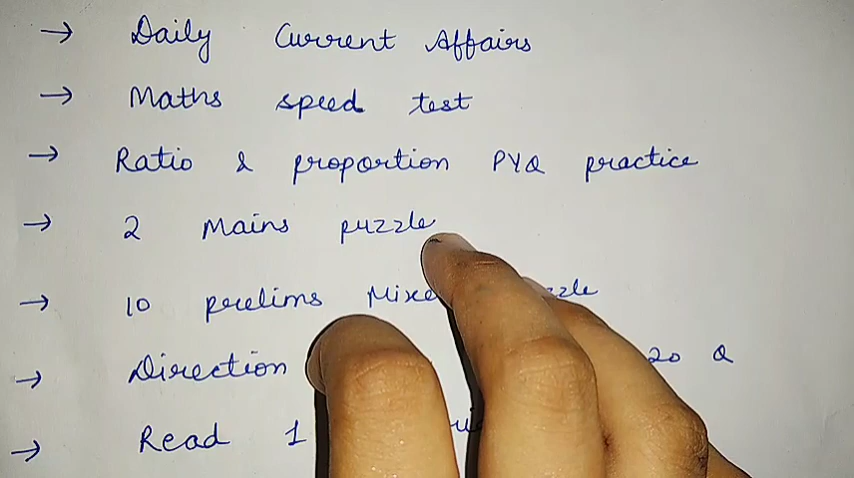 → Daily Current Affairs
→ Maths speed test
→ Ratio & proportion PYQ practice
→ 2 Mains puzzle
→ 10 prelims
→ Direction 20 Q
→ Read 1